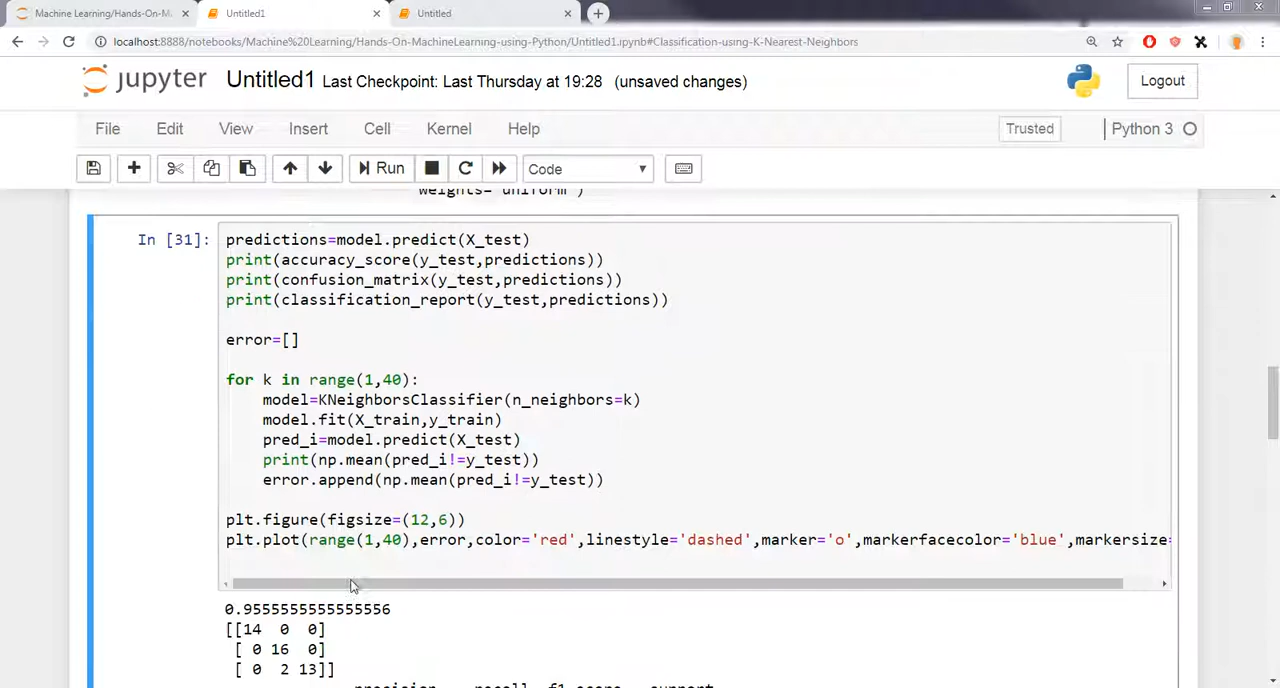 Machine Learning/Hands-On-M
Untitled1
Untitled
localhost:8888/notebooks/Machine%20Learning/Hands-On-MachineLearning-using-Python/Untitled1.ipynb#Classification-using-K-Nearest-Neighbors
jupyter Untitled1 Last Checkpoint: Last Thursday at 19:28 (unsaved changes) Logout
File Edit View Insert Cell Kernel Help Trusted Python 3
Run Code
weights='uniform')
In [31]:
predictions=model.predict(X_test)
print(accuracy_score(y_test,predictions))
print(confusion_matrix(y_test,predictions))
print(classification_report(y_test,predictions))
error=[]
for k in range(1,40):
model=KNeighborsClassifier(n_neighbors=k)
model.fit(X_train,y_train)
pred_i=model.predict(X_test)
print(np.mean(pred_i!=y_test))
error.append(np.mean(pred_i!=y_test))
plt.figure(figsize=(12,6))
plt.plot(range(1,40),error,color='red',linestyle='dashed',marker='o',markerfacecolor='blue',markersize=
0.9555555555555556
[[14 0 0]
[ 0 16 0]
[ 0 2 13]]
precision recall f1-score support